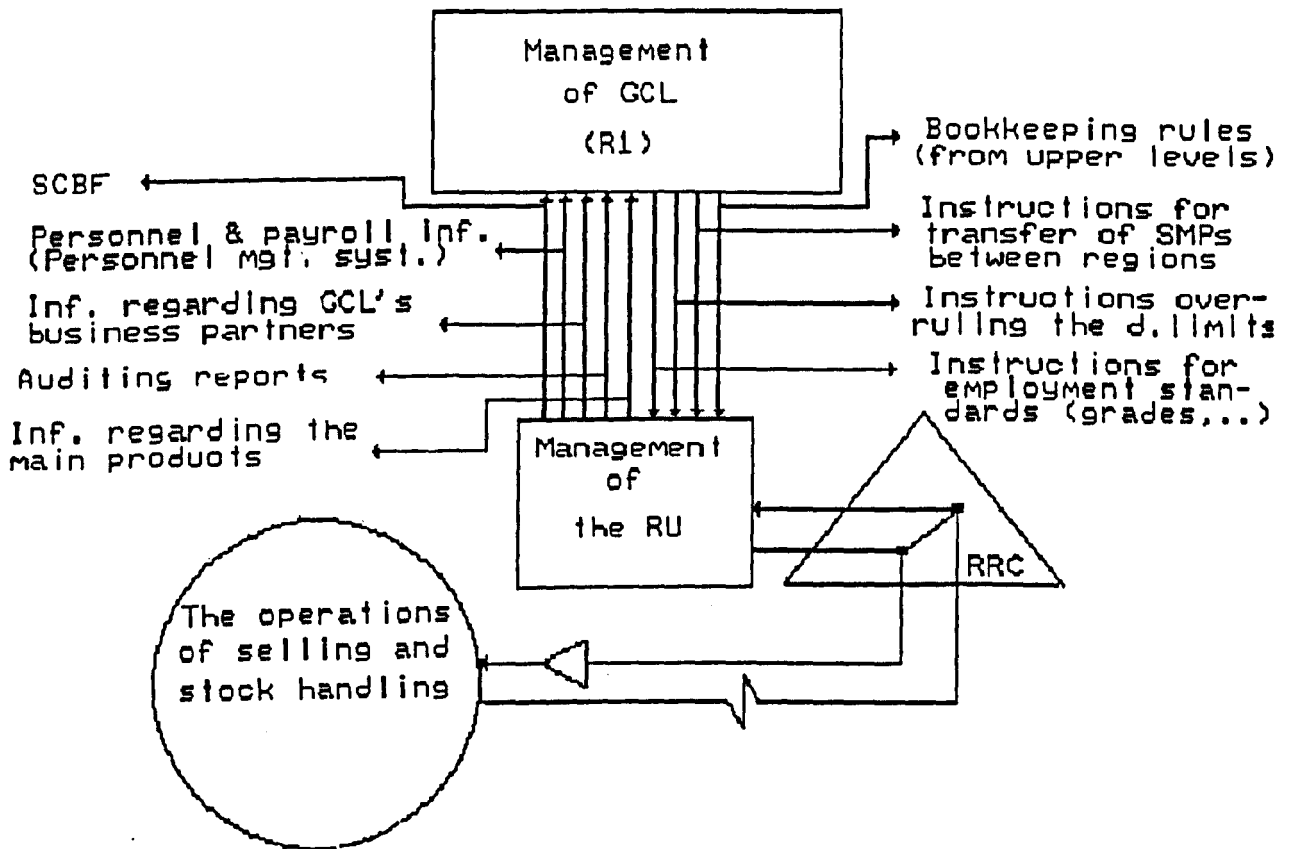 Management
of GCL
(R1)
SCBF
Personnel & payroll inf.
(Personnel mgt. syst.)
Inf. regarding GCL's
business partners
Auditing reports
Inf. regarding the
main products
Bookkeeping rules
(from upper levels)
Instructions for
transfer of SMPs
between regions
Instructions over-
ruling the d.limits
Instructions for
employment stan-
dards (grades,..)
Management
of
the RU
RRC
The operations
of selling and
stock handling